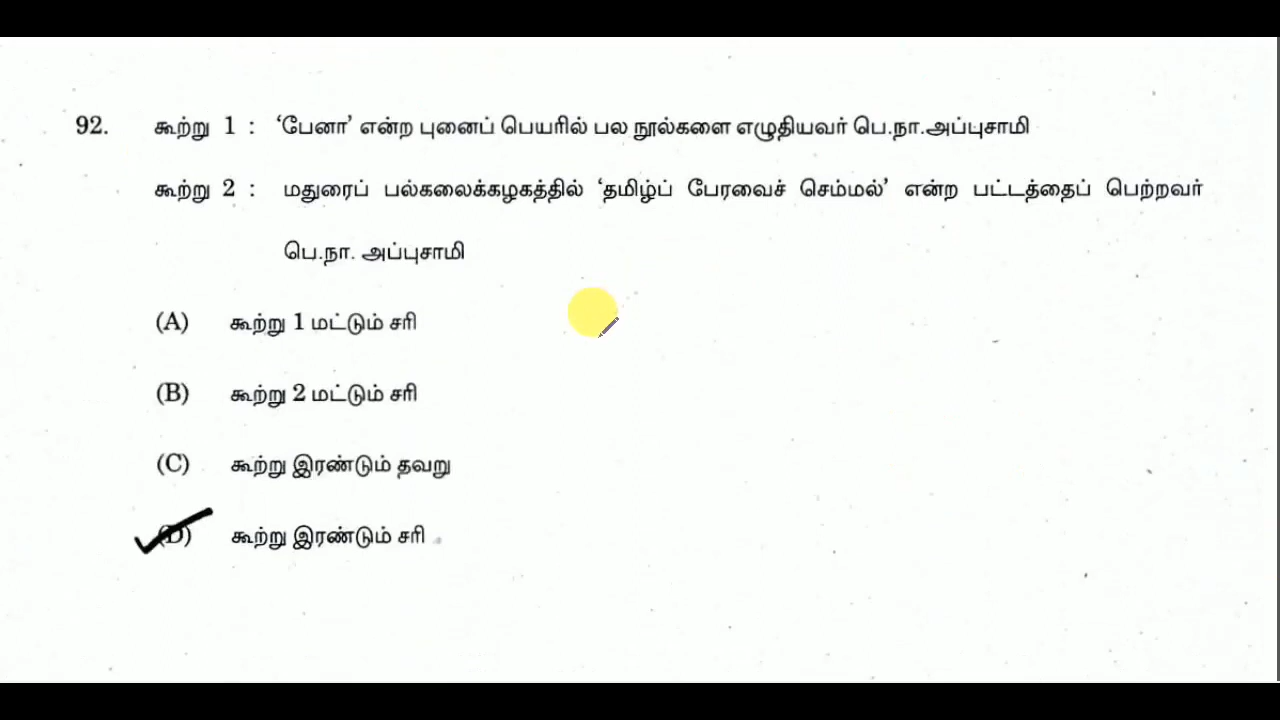 92. கூற்று 1 : ‘பேனா’ என்ற புனைப் பெயரில் பல நூல்களை எழுதியவர் பெ.நா.அப்புசாமி
கூற்று 2 : மதுரைப் பல்கலைக்கழகத்தில் ‘தமிழ்ப் பேரவைச் செம்மல்’ என்ற பட்டத்தைப் பெற்றவர்
பெ.நா. அப்புசாமி
(A) கூற்று 1 மட்டும் சரி
(B) கூற்று 2 மட்டும் சரி
(C) கூற்று இரண்டும் தவறு
(D) கூற்று இரண்டும் சரி